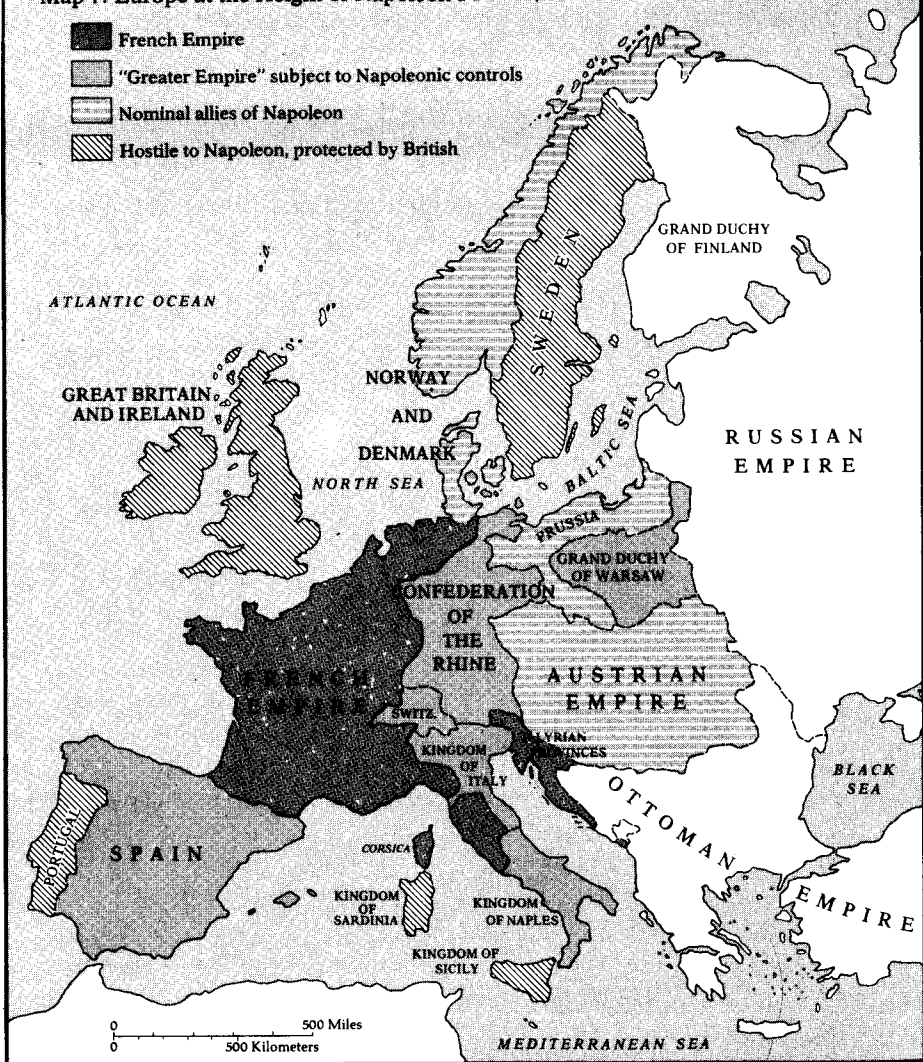 French Empire
"Greater Empire" subject to Napoleonic controls
Nominal allies of Napoleon
Hostile to Napoleon, protected by British
GRAND DUCHY
OF FINLAND
SWEDEN
ATLANTIC OCEAN
NORWAY
AND
DENMARK
GREAT BRITAIN
AND IRELAND
BALTIC SEA
RUSSIAN
EMPIRE
NORTH SEA
PRUSSIA
GRAND DUCHY
OF WARSAW
CONFEDERATION
OF
THE
RHINE
FRENCH
EMPIRE
AUSTRIAN
EMPIRE
SWITZ.
KINGDOM
OF
ITALY
ILLYRIAN
PROVINCES
BLACK
SEA
OTTOMAN
EMPIRE
PORTUGAL
SPAIN
CORSICA
KINGDOM
OF
SARDINIA
KINGDOM
OF NAPLES
KINGDOM OF
SICILY
0 500 Miles
0 500 Kilometers
MEDITERRANEAN SEA